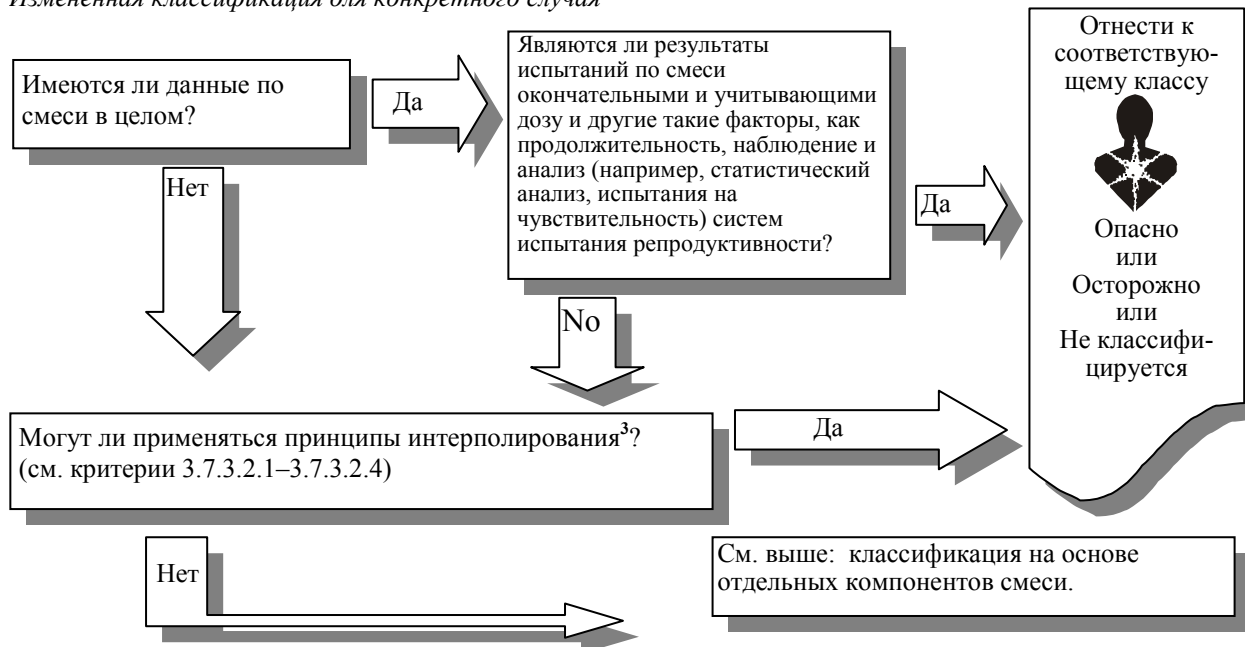 Измененная классификация для конкретного случая
Имеются ли данные по
смеси в целом?
Да
Являются ли результаты
испытаний по смеси
окончательными и учитывающими
дозу и другие такие факторы, как
продолжительность, наблюдение и
анализ (например, статистический
анализ, испытания на
чувствительность) систем
испытания репродуктивности?
Да
Отнести к
соответствую-
щему классу
Опасно
или
Осторожно
или
Не классифи-
цируется
Нет
No
Могут ли применяться принципы интерполирования³?
(см. критерии 3.7.3.2.1–3.7.3.2.4)
Да
Нет
См. выше: классификация на основе
отдельных компонентов смеси.